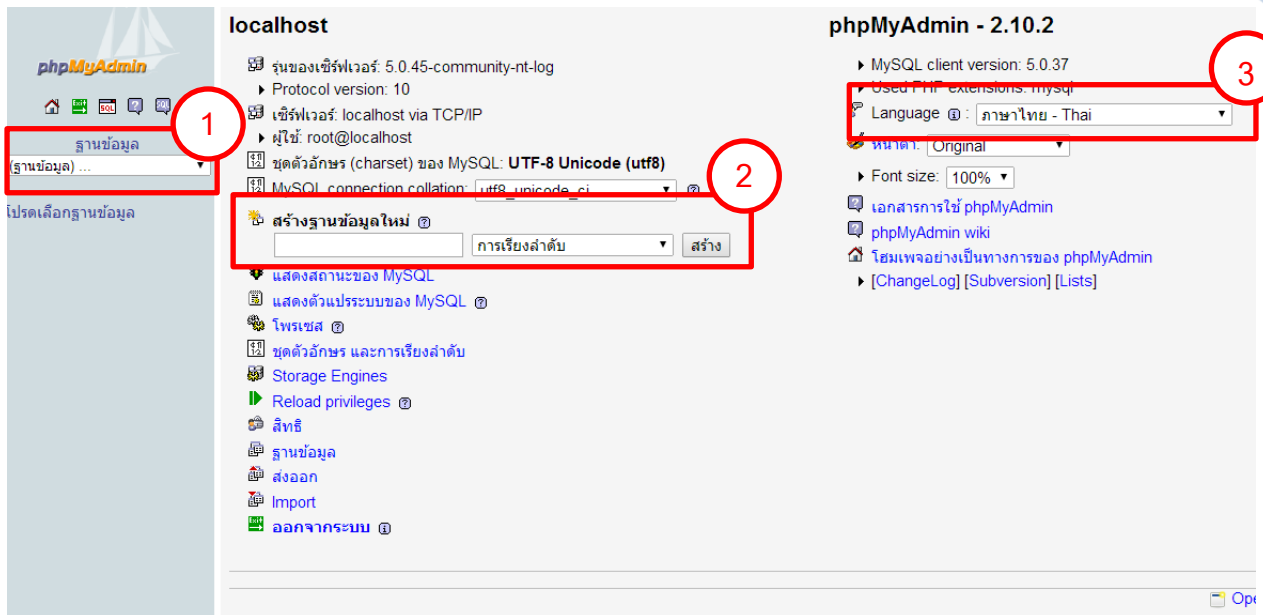 phpMyAdmin
SQL
1
ฐานข้อมูล
(ฐานข้อมูล) ...
โปรดเลือกฐานข้อมูล
localhost
รุ่นของเซิร์ฟเวอร์: 5.0.45-community-nt-log
Protocol version: 10
เซิร์ฟเวอร์: localhost via TCP/IP
ผู้ใช้: root@localhost
ชุดตัวอักษร (charset) ของ MySQL: UTF-8 Unicode (utf8)
MySQL connection collation: utf8_unicode_ci
2
สร้างฐานข้อมูลใหม่
การเรียงลำดับ สร้าง
แสดงสถานะของ MySQL
แสดงตัวแปรระบบของ MySQL
โพรเซส
ชุดตัวอักษร และการเรียงลำดับ
Storage Engines
Reload privileges
สิทธิ
ฐานข้อมูล
ส่งออก
Import
ออกจากระบบ
phpMyAdmin - 2.10.2
MySQL client version: 5.0.37
Used PHP extensions: mysql
3
Language : ภาษาไทย - Thai
หน้าตา: Original
Font size: 100%
เอกสารการใช้ phpMyAdmin
phpMyAdmin wiki
โฮมเพจอย่างเป็นทางการของ phpMyAdmin
[ChangeLog] [Subversion] [Lists]